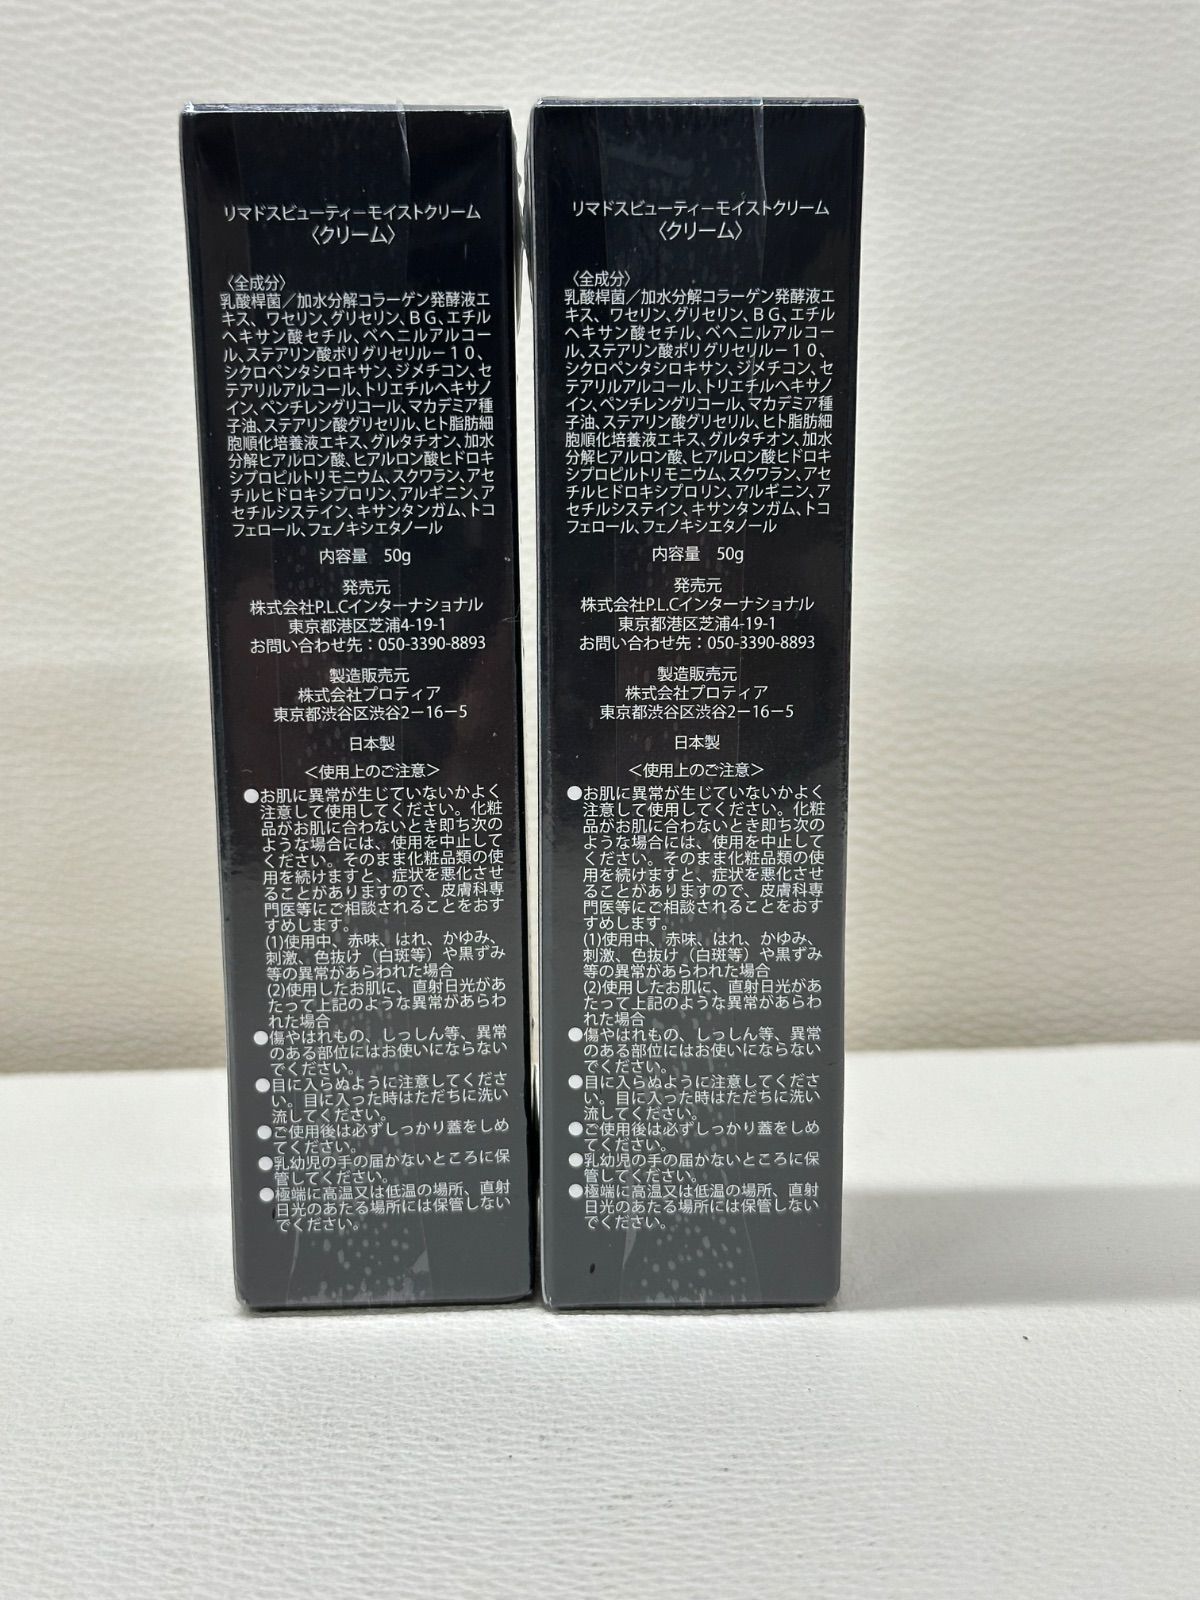 リマドスビューティーモイストクリーム
〈クリーム〉
〈全成分〉
乳酸桿菌／加水分解コラーゲン発酵液エ
キス、ワセリン、グリセリン、BG、エチル
ヘキサン酸セチル、ベヘニルアルコー
ル、ステアリン酸ポリグリセリルー10、
シクロペンタシロキサン、ジメチコン、セ
テアリルアルコール、トリエチルヘキサノ
イン、ペンチレングリコール、マカデミア種
子油、ステアリン酸グリセリル、ヒト脂肪細
胞順化培養液エキス、グルタチオン、加水
分解ヒアルロン酸、ヒアルロン酸ヒドロキ
シプロピルトリモニウム、スクワラン、アセ
チルヒドロキシプロリン、アルギニン、ア
セチルシステイン、キサンタンガム、トコ
フェロール、フェノキシエタノール
内容量 50g
発売元
株式会社P.L.Cインターナショナル
東京都港区芝浦4-19-1
お問い合わせ先：050-3390-8893
製造販売元
株式会社プロティア
東京都渋谷区渋谷2ー16ー5
日本製
＜使用上のご注意＞
●お肌に異常が生じていないかよく
注意して使用してください。化粧
品がお肌に合わないとき即ち次の
ような場合には、使用を中止して
ください。そのまま化粧品類の使
用を続けますと、症状を悪化させ
ることがありますので、皮膚科専
門医等にご相談されることをおす
すめします。
(1)使用中、赤味、はれ、かゆみ、
刺激、色抜け（白斑等）や黒ずみ
等の異常があらわれた場合
(2)使用したお肌に、直射日光があ
たって上記のような異常があらわ
れた場合
●傷やはれもの、しっしん等、異常
のある部位にはお使いにならない
でください。
●目に入らぬように注意してくださ
い。目に入った時はただちに洗い
流してください。
●ご使用後は必ずしっかり蓋をしめ
てください。
●乳幼児の手の届かないところに保
管してください。
●極端に高温又は低温の場所、直射
日光のあたる場所には保管しない
でください。
リマドスビューティーモイストクリーム
〈クリーム〉
〈全成分〉
乳酸桿菌／加水分解コラーゲン発酵液エ
キス、ワセリン、グリセリン、BG、エチル
ヘキサン酸セチル、ベヘニルアルコー
ル、ステアリン酸ポリグリセリルー10、
シクロペンタシロキサン、ジメチコン、セ
テアリルアルコール、トリエチルヘキサノ
イン、ペンチレングリコール、マカデミア種
子油、ステアリン酸グリセリル、ヒト脂肪細
胞順化培養液エキス、グルタチオン、加水
分解ヒアルロン酸、ヒアルロン酸ヒドロキ
シプロピルトリモニウム、スクワラン、アセ
チルヒドロキシプロリン、アルギニン、ア
セチルシステイン、キサンタンガム、トコ
フェロール、フェノキシエタノール
内容量 50g
発売元
株式会社P.L.Cインターナショナル
東京都港区芝浦4-19-1
お問い合わせ先：050-3390-8893
製造販売元
株式会社プロティア
東京都渋谷区渋谷2ー16ー5
日本製
＜使用上のご注意＞
●お肌に異常が生じていないかよく
注意して使用してください。化粧
品がお肌に合わないとき即ち次の
ような場合には、使用を中止して
ください。そのまま化粧品類の使
用を続けますと、症状を悪化させ
ることがありますので、皮膚科専
門医等にご相談されることをおす
すめします。
(1)使用中、赤味、はれ、かゆみ、
刺激、色抜け（白斑等）や黒ずみ
等の異常があらわれた場合
(2)使用したお肌に、直射日光があ
たって上記のような異常があらわ
れた場合
●傷やはれもの、しっしん等、異常
のある部位にはお使いにならない
でください。
●目に入らぬように注意してくださ
い。目に入った時はただちに洗い
流してください。
●ご使用後は必ずしっかり蓋をしめ
てください。
●乳幼児の手の届かないところに保
管してください。
●極端に高温又は低温の場所、直射
日光のあたる場所には保管しない
でください。